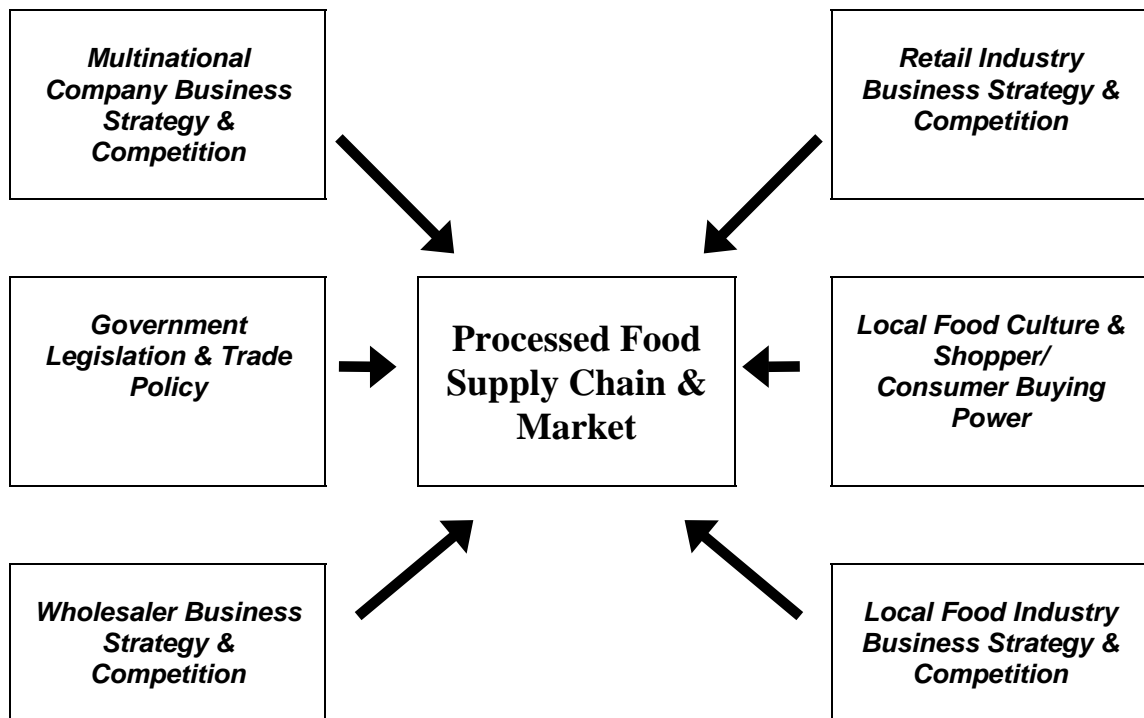 Multinational
Company Business
Strategy &
Competition
Retail Industry
Business Strategy &
Competition
Government
Legislation & Trade
Policy
Processed Food
Supply Chain &
Market
Local Food Culture &
Shopper/
Consumer Buying
Power
Wholesaler Business
Strategy &
Competition
Local Food Industry
Business Strategy &
Competition